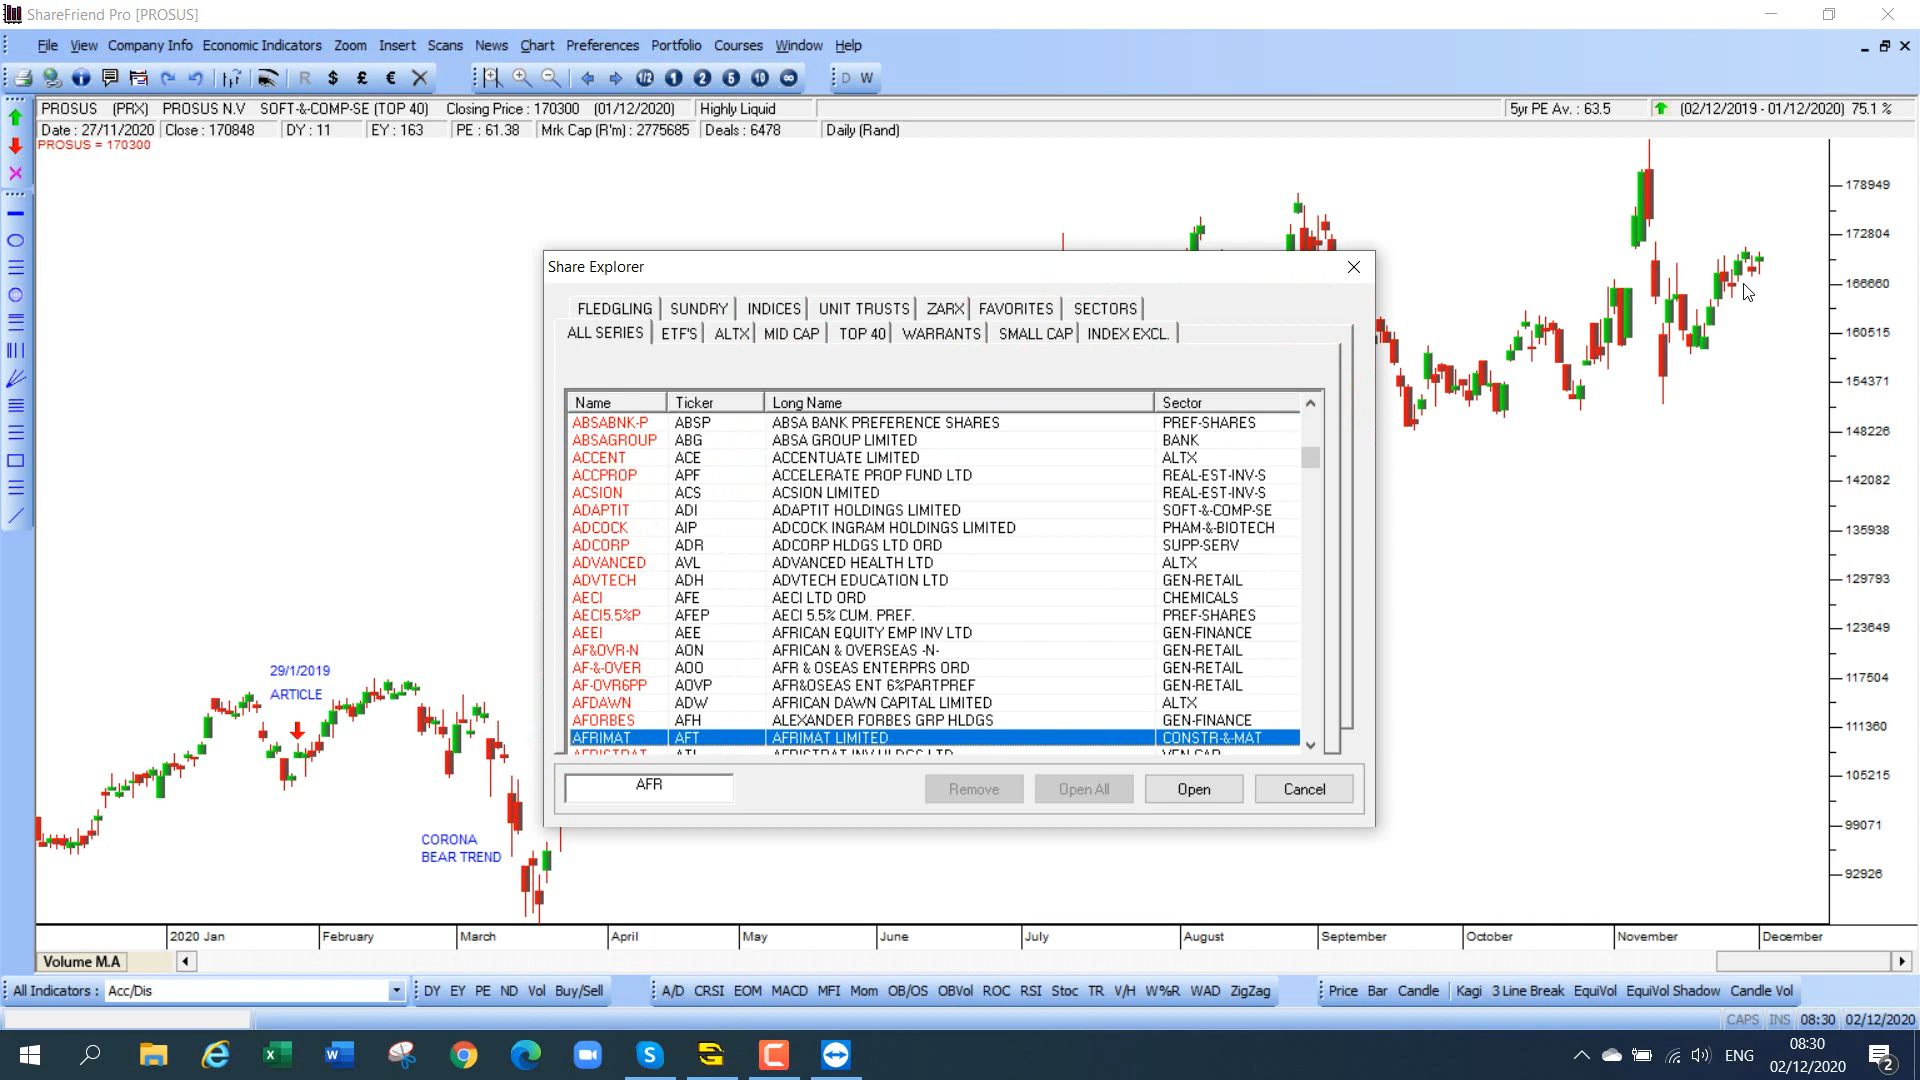 ShareFriend Pro [PROSUS]
File View Company Info Economic Indicators Zoom Insert Scans News Chart Preferences Portfolio Courses Window Help
R $ £ € 1/2 1 2 5 10 ∞ D W
PROSUS (PRX) PROSUS N.V SOFT-&-COMP-SE (TOP 40) Closing Price : 170300 (01/12/2020) Highly Liquid 5yr PE Av. : 63.5 (02/12/2019 - 01/12/2020) 75.1 %
Date : 27/11/2020 Close : 170848 DY : 11 EY : 163 PE : 61.38 Mrk Cap (R'm) : 2775685 Deals : 6478 Daily (Rand)
PROSUS = 170300
178949
172804
166660
160515
154371
148226
142082
135938
129793
123649
117504
111360
105215
99071
92926
29/1/2019
ARTICLE
CORONA
BEAR TREND
Share Explorer
FLEDGLING SUNDRY INDICES UNIT TRUSTS ZARX FAVORITES SECTORS
ALL SERIES ETF'S ALTX MID CAP TOP 40 WARRANTS SMALL CAP INDEX EXCL.
Name Ticker Long Name Sector
ABSABNK-P ABSP ABSA BANK PREFERENCE SHARES PREF-SHARES
ABSAGROUP ABG ABSA GROUP LIMITED BANK
ACCENT ACE ACCENTUATE LIMITED ALTX
ACCPROP APF ACCELERATE PROP FUND LTD REAL-EST-INV-S
ACSION ACS ACSION LIMITED REAL-EST-INV-S
ADAPTIT ADI ADAPTIT HOLDINGS LIMITED SOFT-&-COMP-SE
ADCOCK AIP ADCOCK INGRAM HOLDINGS LIMITED PHAM-&-BIOTECH
ADCORP ADR ADCORP HLDGS LTD ORD SUPP-SERV
ADVANCED AVL ADVANCED HEALTH LTD ALTX
ADVTECH ADH ADVTECH EDUCATION LTD GEN-RETAIL
AECI AFE AECI LTD ORD CHEMICALS
AECI5.5%P AFEP AECI 5.5% CUM. PREF. PREF-SHARES
AEEI AEE AFRICAN EQUITY EMP INV LTD GEN-FINANCE
AF&OVR-N AON AFRICAN & OVERSEAS -N- GEN-RETAIL
AF-&-OVER AOO AFR & OSEAS ENTERPRS ORD GEN-RETAIL
AF-OVR6PP AOVP AFR&OSEAS ENT 6%PARTPREF GEN-RETAIL
AFDAWN ADW AFRICAN DAWN CAPITAL LIMITED ALTX
AFORBES AFH ALEXANDER FORBES GRP HLDGS GEN-FINANCE
AFRIMAT AFT AFRIMAT LIMITED CONSTR-&-MAT
AFR Remove Open All Open Cancel
2020 Jan February March April May June July August September October November December
Volume M.A
All Indicators : Acc/Dis DY EY PE ND Vol Buy/Sell A/D CRSI EOM MACD MFI Mom OB/OS OBVol ROC RSI Stoc TR V/H W%R WAD ZigZag Price Bar Candle Kagi 3 Line Break EquiVol EquiVol Shadow Candle Vol
CAPS INS 08:30 02/12/2020
ENG 08:30
02/12/2020 2